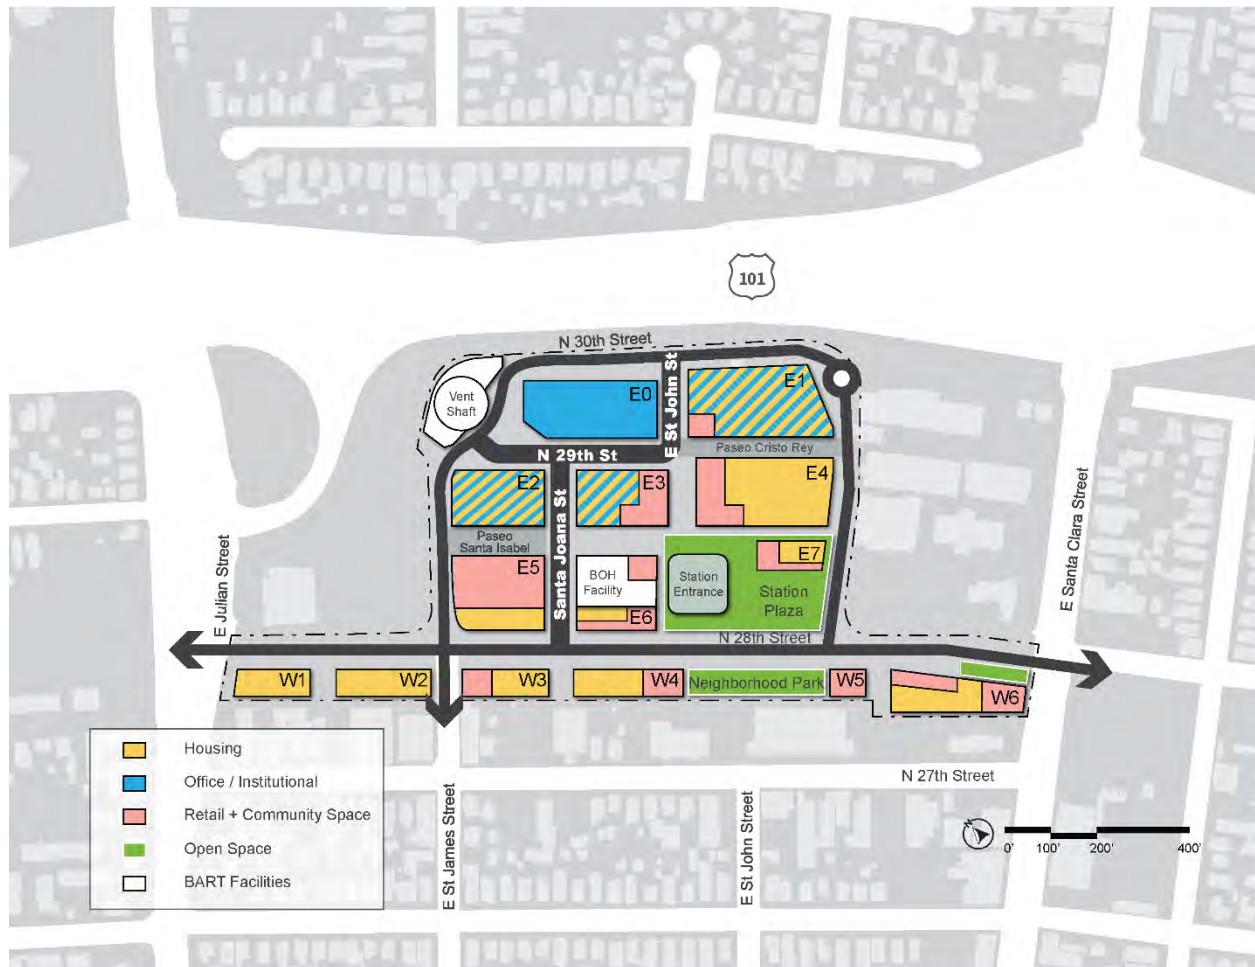 101
N 30th Street
Vent
Shaft
E0
E St John St
E1
Paseo Cristo Rey
N 29th St
E2
Santa Joana St
E3
E4
Paseo
Santa Isabel
E5
BOH
Facility
E6
Station
Entrance
E7
Station
Plaza
N 28th Street
E Julian Street
E Santa Clara Street
W1
W2
W3
W4
Neighborhood Park
W5
W6
Housing
Office / Institutional
Retail + Community Space
Open Space
BART Facilities
E St James Street
E St John Street
N 27th Street
N
0' 100' 200' 400'